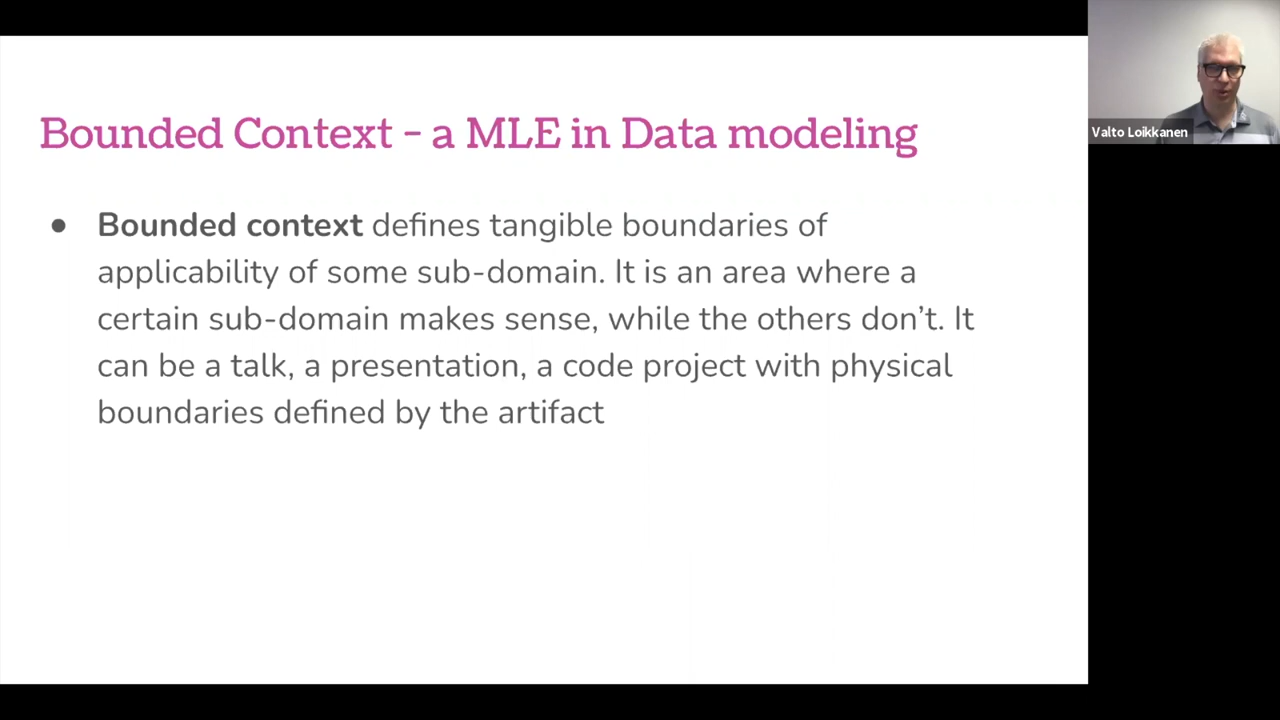 Bounded Context - a MLE in Data modeling
● Bounded context defines tangible boundaries of
applicability of some sub-domain. It is an area where a
certain sub-domain makes sense, while the others don’t. It
can be a talk, a presentation, a code project with physical
boundaries defined by the artifact
Valto Loikkanen